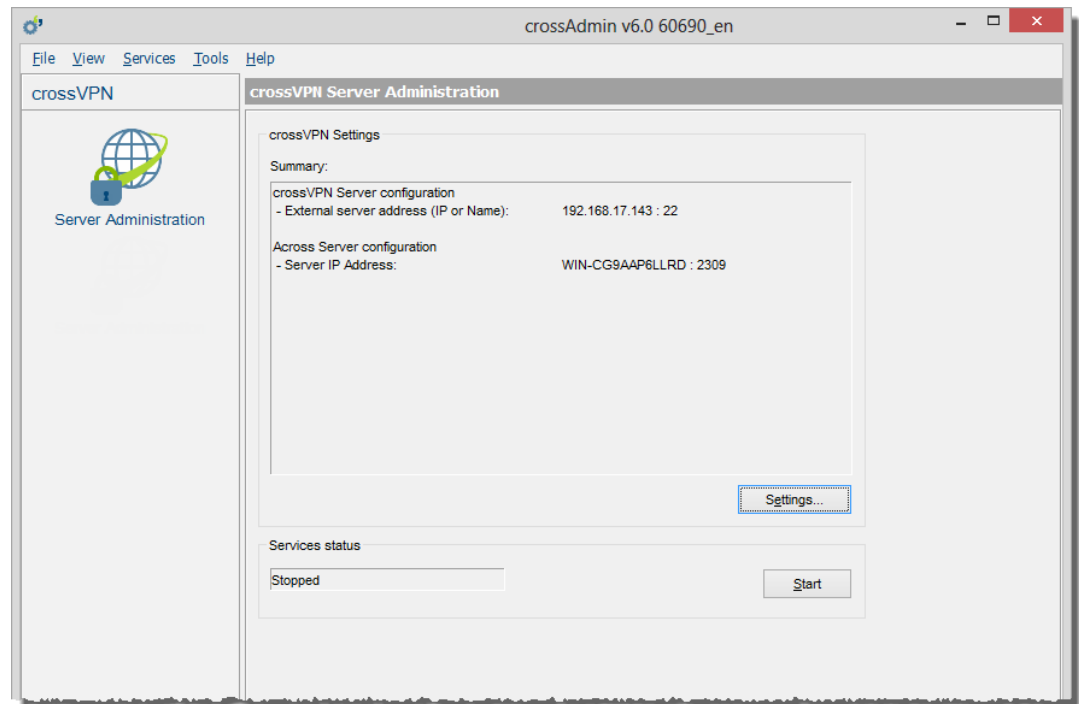 crossAdmin v6.0 60690_en
File View Services Tools Help
crossVPN
crossVPN Server Administration
Server Administration
crossVPN Settings
Summary:
crossVPN Server configuration
- External server address (IP or Name): 192.168.17.143 : 22
Across Server configuration
- Server IP Address: WIN-CG9AAP6LLRD : 2309
Settings...
Services status
Stopped
Start